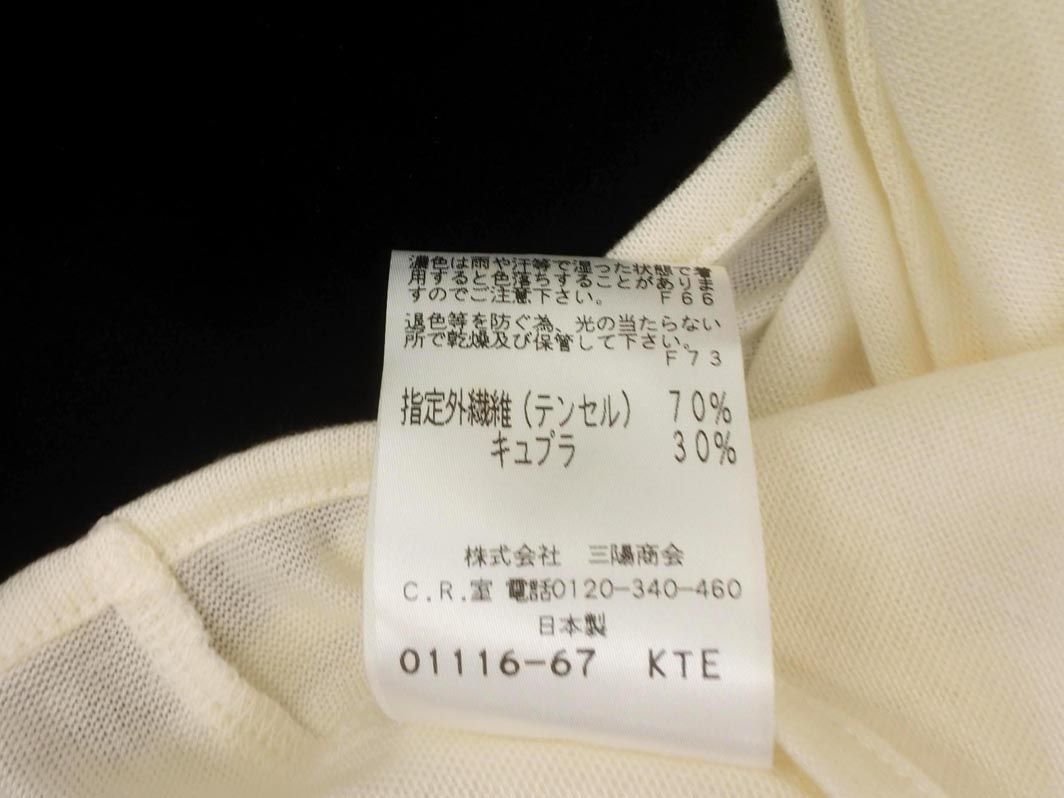 濃色は雨や汗等で湿った状態で着
用すると色落ちすることがありま
すのでご注意下さい。 F66
退色等を防ぐ為、光の当たらない
所で乾燥及び保管して下さい。
F73
指定外繊維(テンセル) 70%
キュプラ 30%
株式会社 三陽商会
C.R.室 電話0120-340-460
日本製
01116-67 KTE